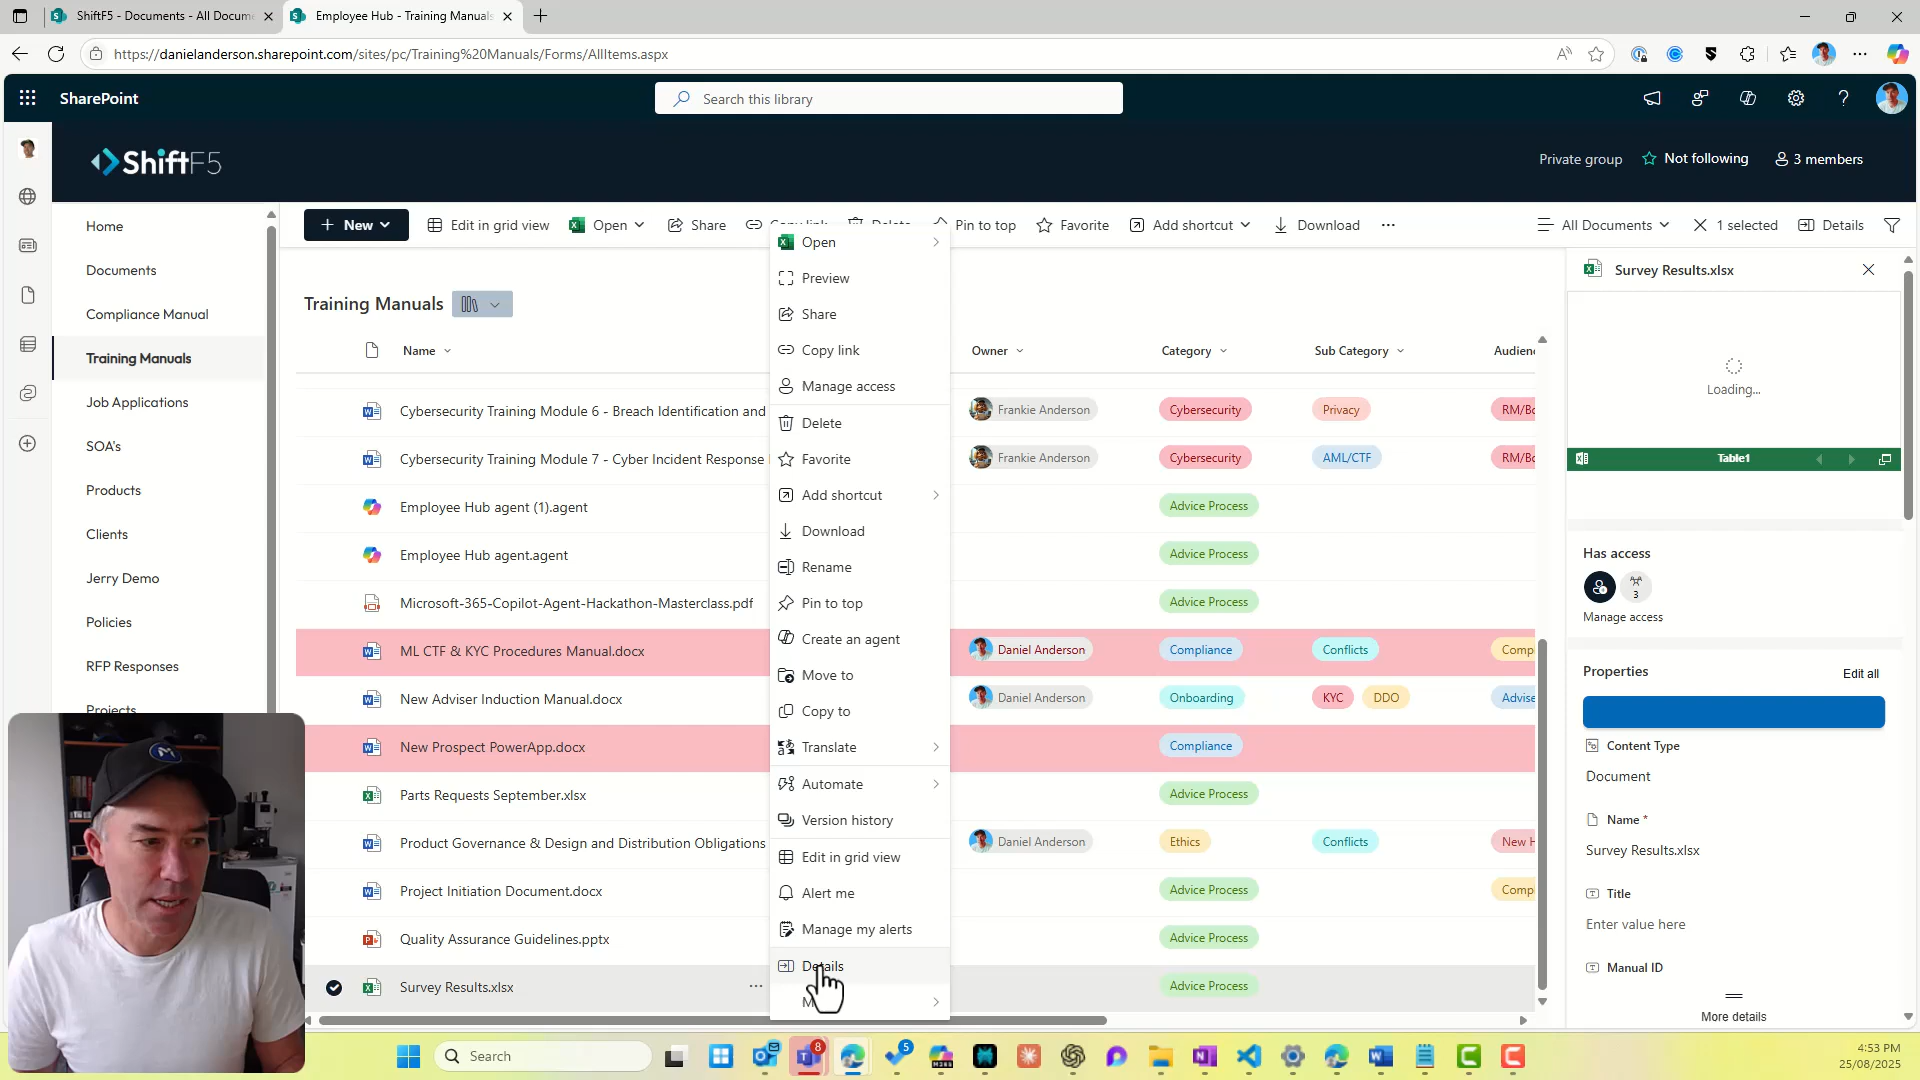 ShiftF5 - Documents - All Docume
Employee Hub - Training Manuals
https://danielanderson.sharepoint.com/sites/pc/Training%20Manuals/Forms/AllItems.aspx
SharePoint
Search this library
ShiftF5
Private group
Not following
3 members
Home
Documents
Compliance Manual
Training Manuals
Job Applications
SOA's
Products
Clients
Jerry Demo
Policies
RFP Responses
Projects
New
Edit in grid view
Open
Share
Copy link
Delete
Pin to top
Favorite
Add shortcut
Download
All Documents
1 selected
Details
Training Manuals
Name
Owner
Category
Sub Category
Audien
Cybersecurity Training Module 6 - Breach Identification and
Frankie Anderson
Cybersecurity
Privacy
RM/Bo
Cybersecurity Training Module 7 - Cyber Incident Response
Frankie Anderson
Cybersecurity
AML/CTF
RM/Bo
Employee Hub agent (1).agent
Advice Process
Employee Hub agent.agent
Advice Process
Microsoft-365-Copilot-Agent-Hackathon-Masterclass.pdf
Advice Process
ML CTF & KYC Procedures Manual.docx
Daniel Anderson
Compliance
Conflicts
Comp
New Adviser Induction Manual.docx
Daniel Anderson
Onboarding
KYC
DDO
Advise
New Prospect PowerApp.docx
Compliance
Parts Requests September.xlsx
Advice Process
Product Governance & Design and Distribution Obligations
Daniel Anderson
Ethics
Conflicts
New H
Project Initiation Document.docx
Advice Process
Comp
Quality Assurance Guidelines.pptx
Advice Process
Survey Results.xlsx
Advice Process
Open
Preview
Share
Copy link
Manage access
Delete
Favorite
Add shortcut
Download
Rename
Pin to top
Create an agent
Move to
Copy to
Translate
Automate
Version history
Edit in grid view
Alert me
Manage my alerts
Details
Survey Results.xlsx
Loading...
Table1
Has access
3
Manage access
Properties
Edit all
Content Type
Document
Name *
Survey Results.xlsx
Title
Enter value here
Manual ID
More details
Search
8
5
4:53 PM
25/08/2025